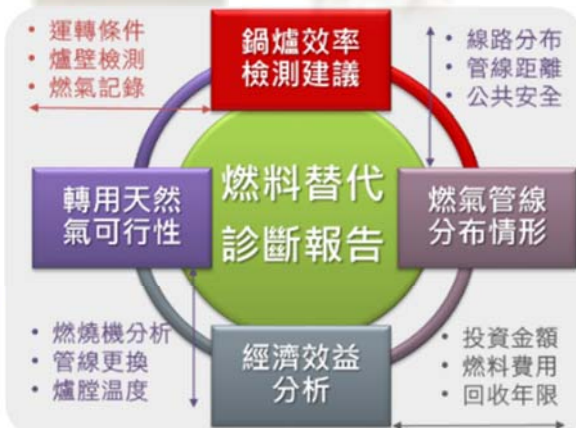 • 運轉條件
• 爐壁檢測
• 燃氣記錄
鍋爐效率
檢測建議
• 線路分布
• 管線距離
• 公共安全
轉用天然
氣可行性
燃料替代
診斷報告
燃氣管線
分布情形
• 燃燒機分析
• 管線更換
• 爐膛温度
經濟效益
分析
• 投資金額
• 燃料費用
• 回收年限